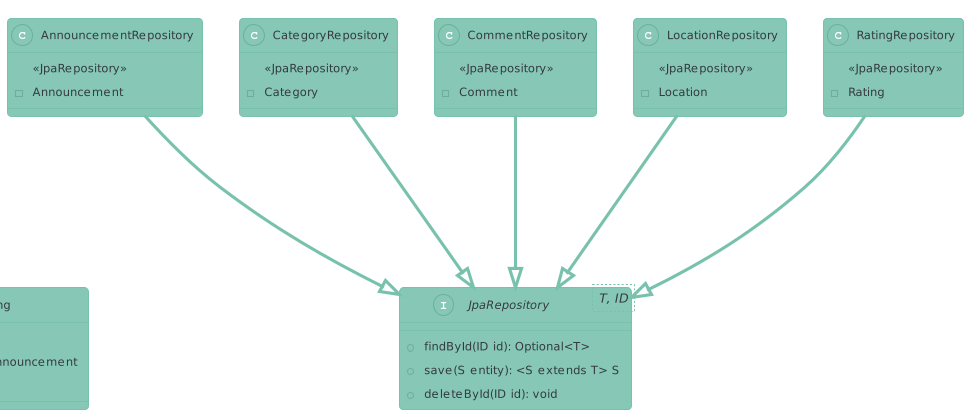 C AnnouncementRepository
«JpaRepository»
Announcement
C CategoryRepository
«JpaRepository»
Category
C CommentRepository
«JpaRepository»
Comment
C LocationRepository
«JpaRepository»
Location
C RatingRepository
«JpaRepository»
Rating
I JpaRepository
T, ID
findById(ID id): Optional<T>
save(S entity): <S extends T> S
deleteById(ID id): void